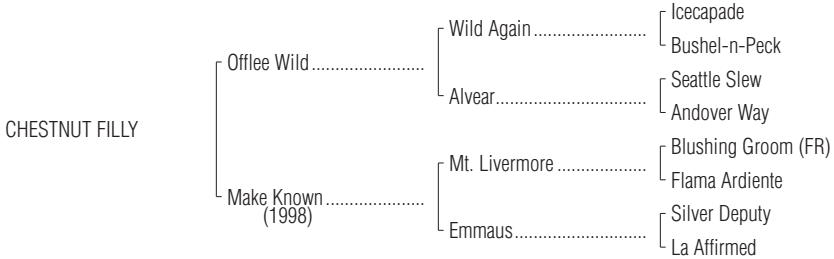 Icecapade
Wild Again
Bushel-n-Peck
Offlee Wild
Seattle Slew
Alvear
Andover Way
CHESTNUT FILLY
Blushing Groom (FR)
Mt. Livermore
Flama Ardiente
Make Known
(1998)
Silver Deputy
Emmaus
La Affirmed